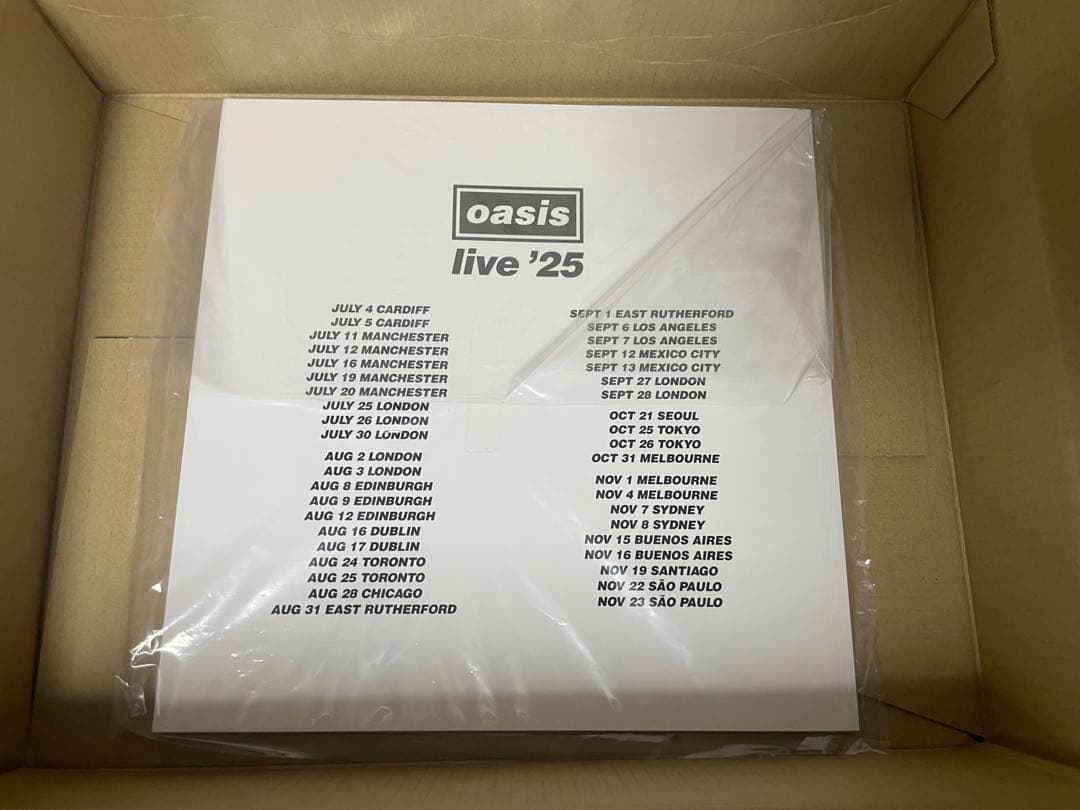 oasis
live ’25
JULY 4 CARDIFF
JULY 5 CARDIFF
JULY 11 MANCHESTER
JULY 12 MANCHESTER
JULY 16 MANCHESTER
JULY 19 MANCHESTER
JULY 20 MANCHESTER
JULY 25 LONDON
JULY 26 LONDON
JULY 30 LONDON
AUG 2 LONDON
AUG 3 LONDON
AUG 8 EDINBURGH
AUG 9 EDINBURGH
AUG 12 EDINBURGH
AUG 16 DUBLIN
AUG 17 DUBLIN
AUG 24 TORONTO
AUG 25 TORONTO
AUG 28 CHICAGO
AUG 31 EAST RUTHERFORD
SEPT 1 EAST RUTHERFORD
SEPT 6 LOS ANGELES
SEPT 7 LOS ANGELES
SEPT 12 MEXICO CITY
SEPT 13 MEXICO CITY
SEPT 27 LONDON
SEPT 28 LONDON
OCT 21 SEOUL
OCT 25 TOKYO
OCT 26 TOKYO
OCT 31 MELBOURNE
NOV 1 MELBOURNE
NOV 4 MELBOURNE
NOV 7 SYDNEY
NOV 8 SYDNEY
NOV 15 BUENOS AIRES
NOV 16 BUENOS AIRES
NOV 19 SANTIAGO
NOV 22 SÃO PAULO
NOV 23 SÃO PAULO